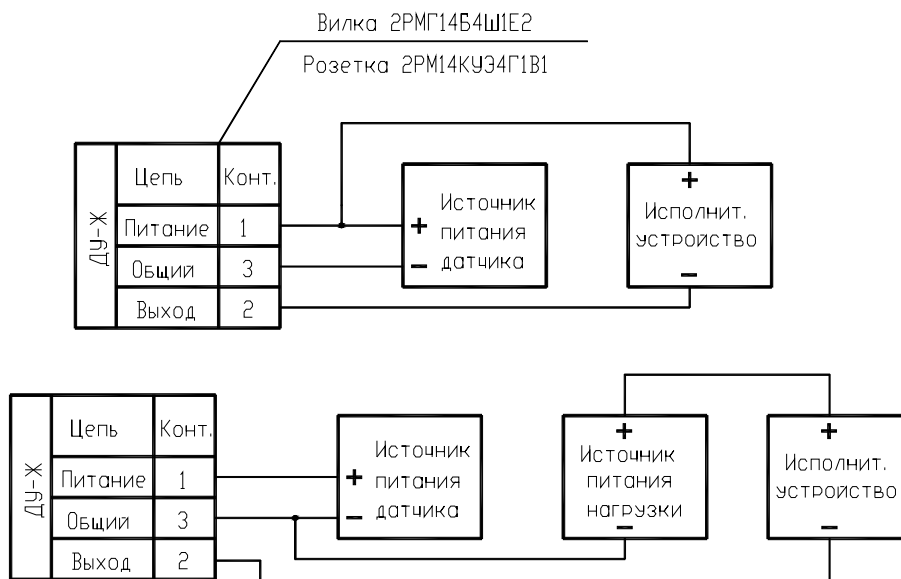 Вилка 2РМГ14Б4Ш1Е2
Розетка 2РМ14КУЭ4Г1В1
ДУ-Ж
Цепь Конт.
Питание 1
Общий 3
Выход 2
+ Источник
питания
- датчика
+
Исполнит.
устройство
-
ДУ-Ж
Цепь Конт.
Питание 1
Общий 3
Выход 2
Источник
+ питания
- датчика
+
Источник
питания
нагрузки
-
+
Исполнит.
устройство
-